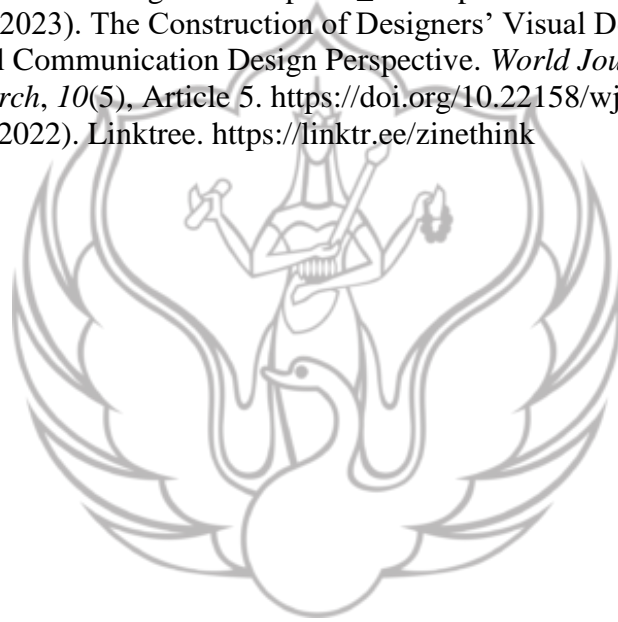 2023). The Construction of Designers' Visual D
l Communication Design Perspective. World Jou
rch, 10(5), Article 5. https://doi.org/10.22158/wj
2022). Linktree. https://linktr.ee/zinethink